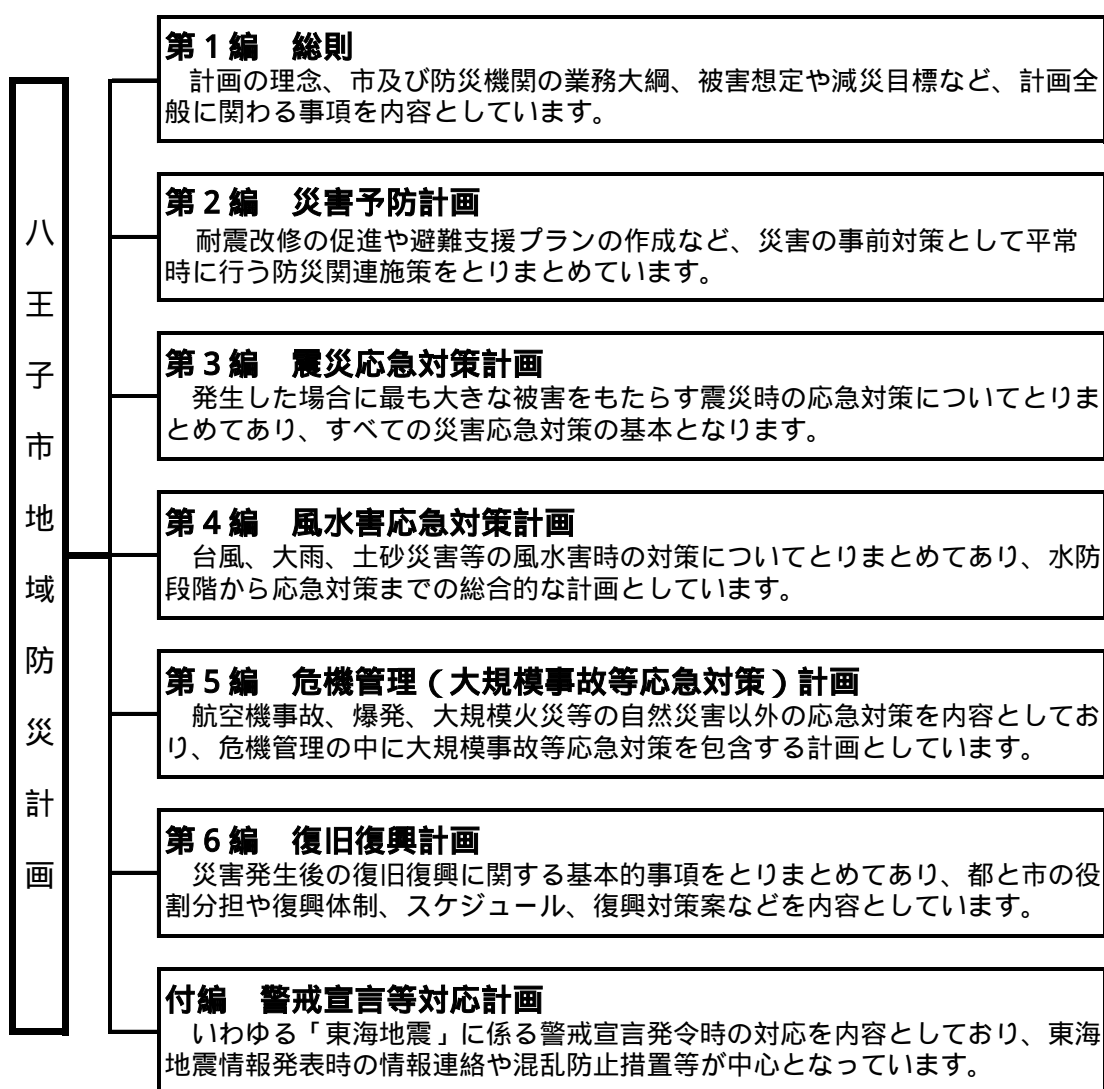 八王子市地域防災計画
第1編　総則
計画の理念、市及び防災機関の業務大綱、被害想定や減災目標など、計画全
般に関わる事項を内容としています。
第2編　災害予防計画
耐震改修の促進や避難支援プランの作成など、災害の事前対策として平常
時に行う防災関連施策をとりまとめています。
第3編　震災応急対策計画
発生した場合に最も大きな被害をもたらす震災時の応急対策についてとりま
とめてあり、すべての災害応急対策の基本となります。
第4編　風水害応急対策計画
台風、大雨、土砂災害等の風水害時の対策についてとりまとめてあり、水防
段階から応急対策までの総合的な計画としています。
第5編　危機管理（大規模事故等応急対策）計画
航空機事故、爆発、大規模火災等の自然災害以外の応急対策を内容としてお
り、危機管理の中に大規模事故等応急対策を包含する計画としています。
第6編　復旧復興計画
災害発生後の復旧復興に関する基本的事項をとりまとめてあり、都と市の役
割分担や復興体制、スケジュール、復興対策案などを内容としています。
付編　警戒宣言等対応計画
いわゆる「東海地震」に係る警戒宣言発令時の対応を内容としており、東海
地震情報発表時の情報連絡や混乱防止措置等が中心となっています。